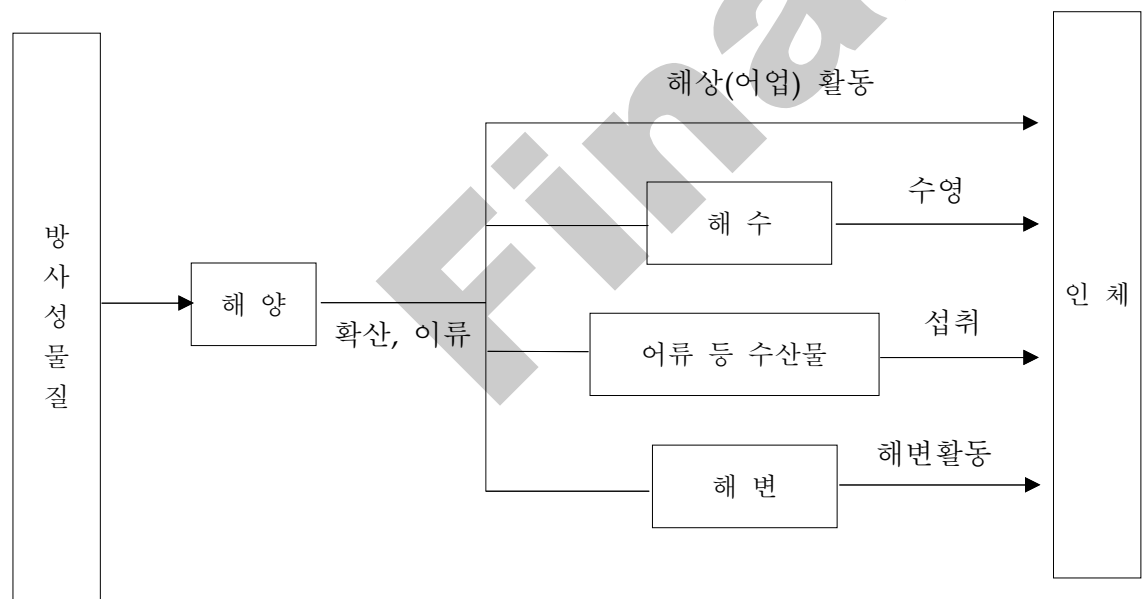 해상(어업) 활동
수영
해 수
방
사
성
물
질
해 양
확산, 이류
인 체
섭취
어류 등 수산물
해변활동
해 변
Fina